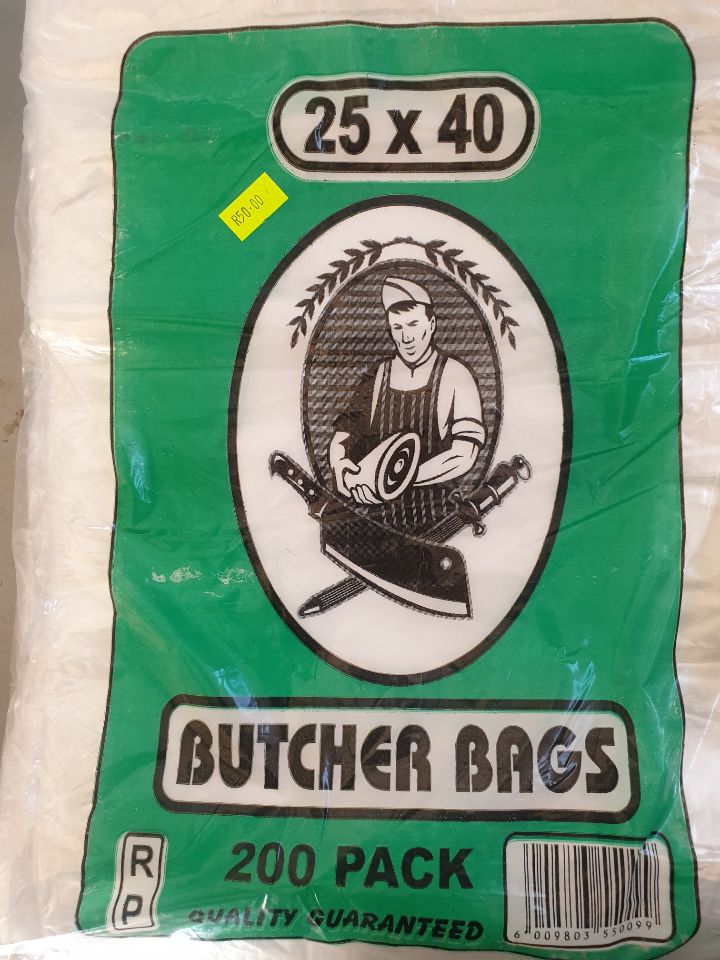 25 x 40
R50.00
BUTCHER BAGS
R
P
200 PACK
QUALITY GUARANTEED
6 009803 550099